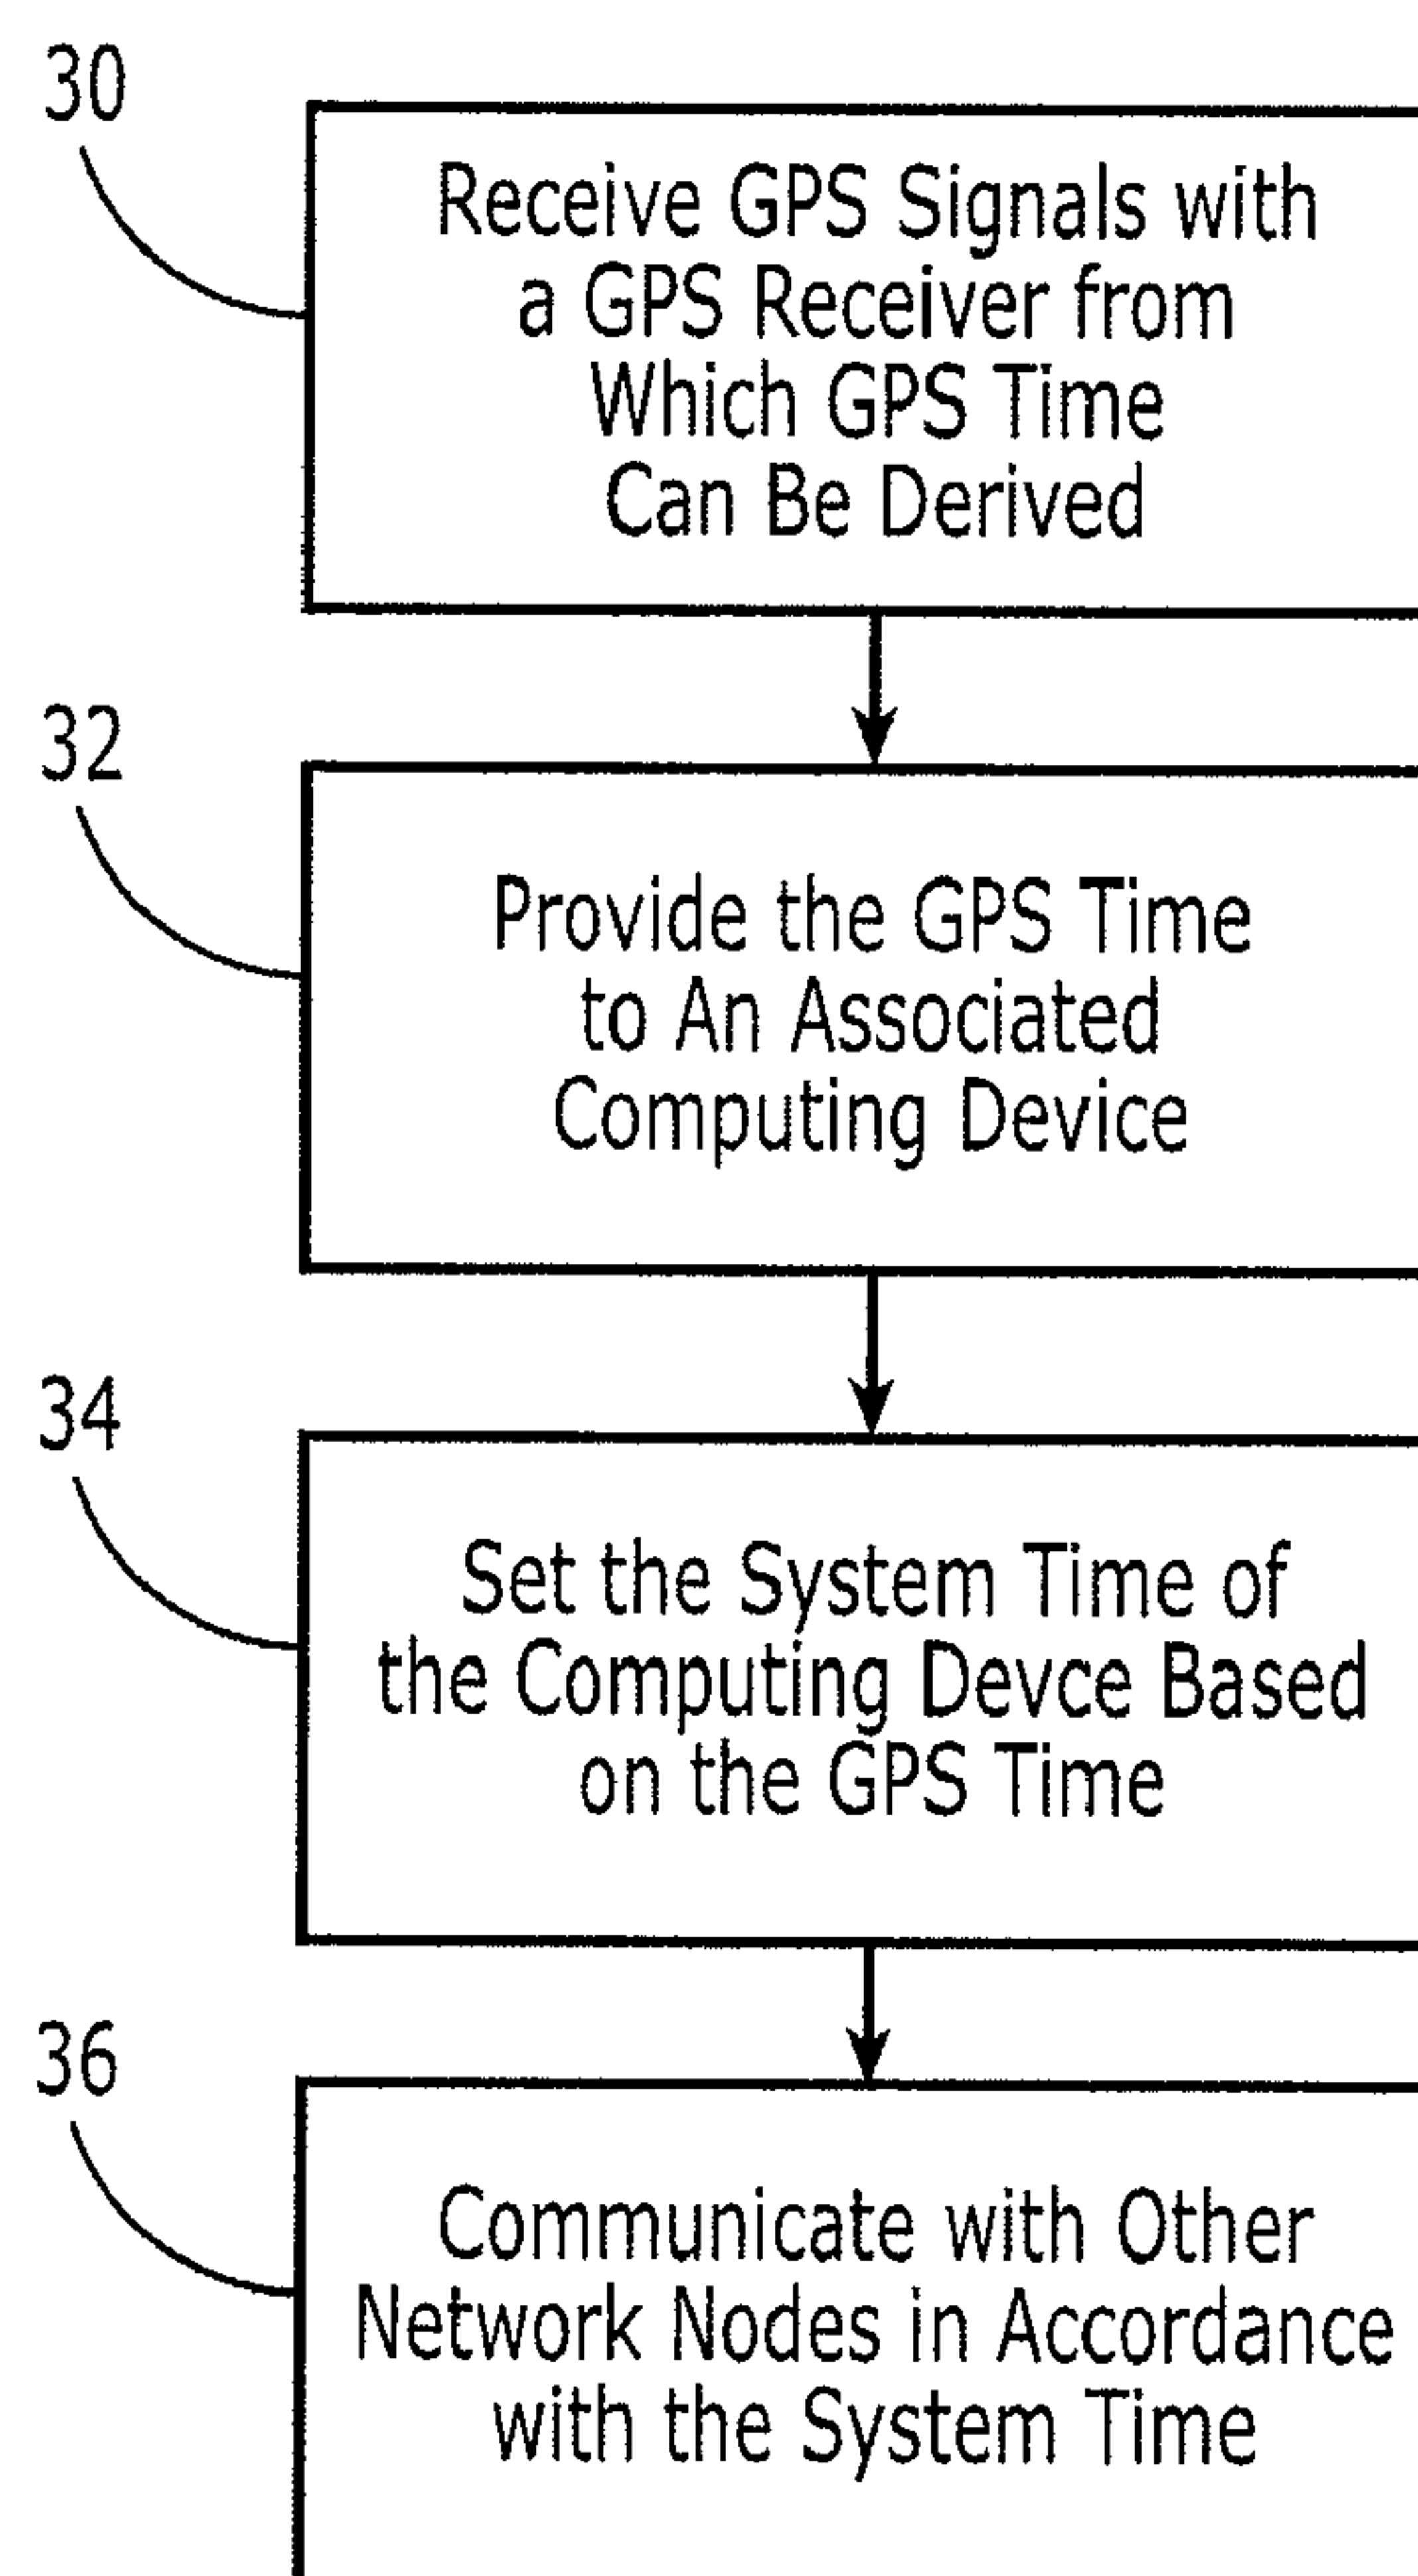 30
Receive GPS Signals with
a GPS Receiver from
Which GPS Time
Can Be Derived
32
Provide the GPS Time
to An Associated
Computing Device
34
Set the System Time of
the Computing Devce Based
on the GPS Time
36
Communicate with Other
Network Nodes in Accordance
with the System Time